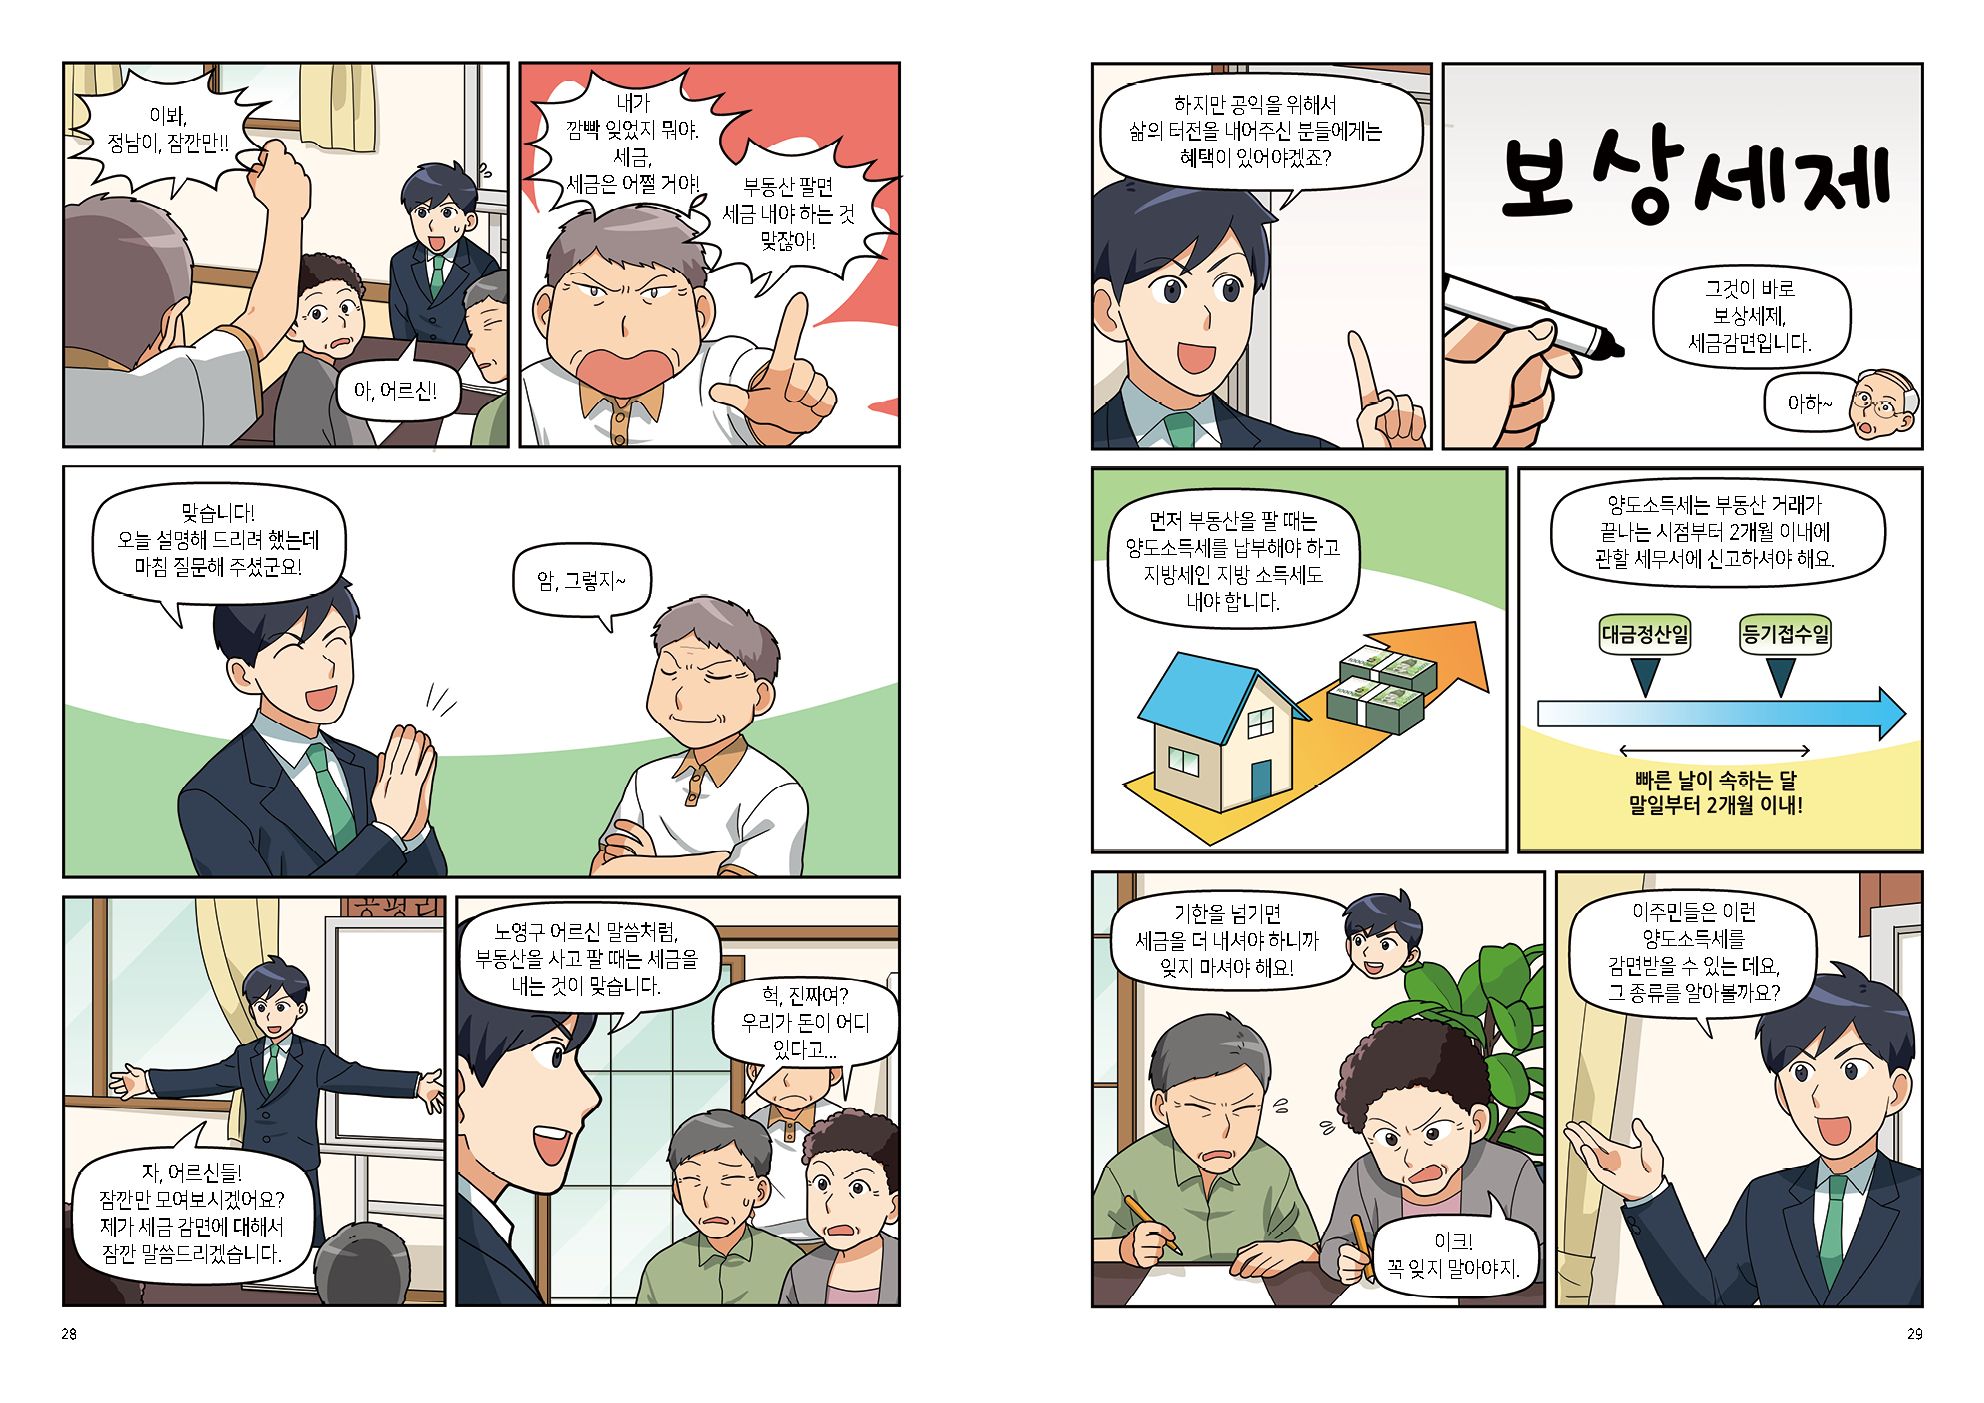 이봐,
정남이, 잠깐만!!
아, 어르신!
내가
깜빡 잊었지 뭐야.
세금,
세금은 어쩔 거야!
부동산 팔면
세금 내야 하는 것
맞잖아!
맞습니다!
오늘 설명해 드리려 했는데
마침 질문해 주셨군요!
암, 그렇지~
공평리
자, 어르신들!
잠깐만 모여보시겠어요?
제가 세금 감면에 대해서
잠깐 말씀드리겠습니다.
노영구 어르신 말씀처럼,
부동산을 사고 팔 때는 세금을
내는 것이 맞습니다.
헉, 진짜여?
우리가 돈이 어디
있다고...
28
하지만 공익을 위해서
삶의 터전을 내어주신 분들에게는
혜택이 있어야겠죠?
보상세제
그것이 바로
보상세제,
세금감면입니다.
아하~
먼저 부동산을 팔 때는
양도소득세를 납부해야 하고
지방세인 지방 소득세도
내야 합니다.
양도소득세는 부동산 거래가
끝나는 시점부터 2개월 이내에
관할 세무서에 신고하셔야 해요.
대금정산일
등기접수일
빠른 날이 속하는 달
말일부터 2개월 이내!
기한을 넘기면
세금을 더 내셔야 하니까
잊지 마셔야 해요!
이크!
꼭 잊지 말아야지.
이주민들은 이런
양도소득세를
감면받을 수 있는 데요,
그 종류를 알아볼까요?
29